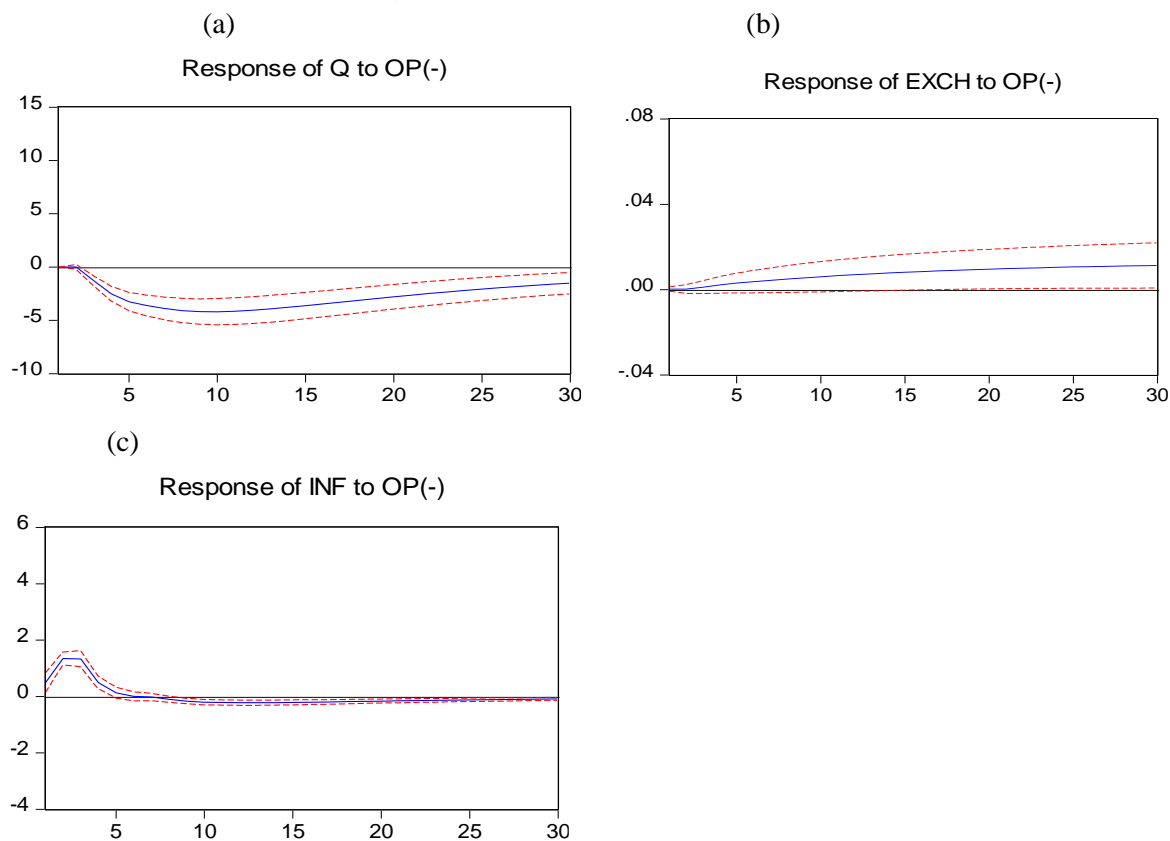 (a)
Response of Q to OP(-)
15
10
5
0
-5
-10
5 10 15 20 25 30
(b)
Response of EXCH to OP(-)
.08
.04
.00
-.04
5 10 15 20 25 30
(c)
Response of INF to OP(-)
6
4
2
0
-2
-4
5 10 15 20 25 30